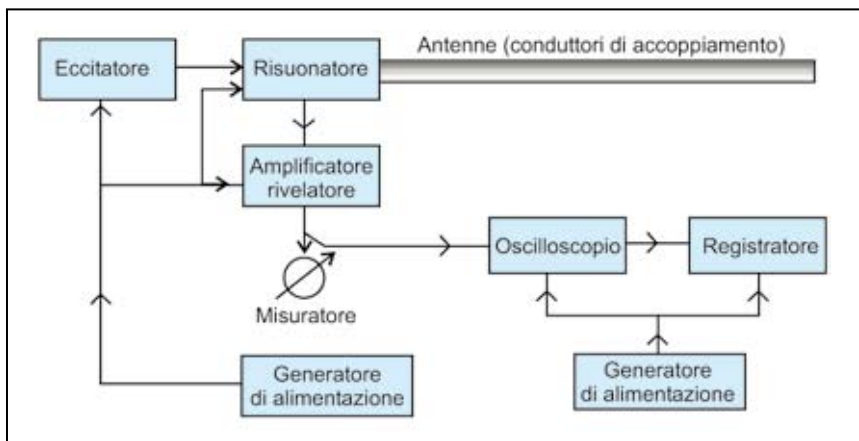 Antenne (conduttori di accoppiamento)
Eccitatore
Risuonatore
Amplificatore
rivelatore
Oscilloscopio
Registratore
Misuratore
Generatore
di alimentazione
Generatore
di alimentazione